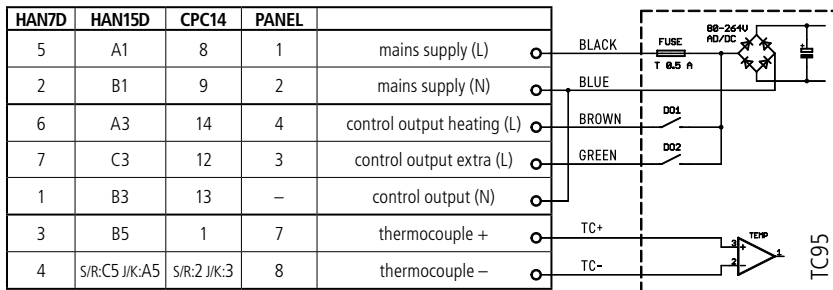 HAN7D HAN15D CPC14 PANEL
5 A1 8 1 mains supply (L) BLACK
2 B1 9 2 mains supply (N) BLUE
6 A3 14 4 control output heating (L) BROWN
7 C3 12 3 control output extra (L) GREEN
1 B3 13 – control output (N)
3 B5 1 7 thermocouple + TC+
4 S/R:C5 J/K:A5 S/R:2 J/K:3 8 thermocouple – TC-
FUSE
T 0.5 A
80-264V
AD/DC
+
DO1
DO2
TEMP
3 +
2 -
1
TC95